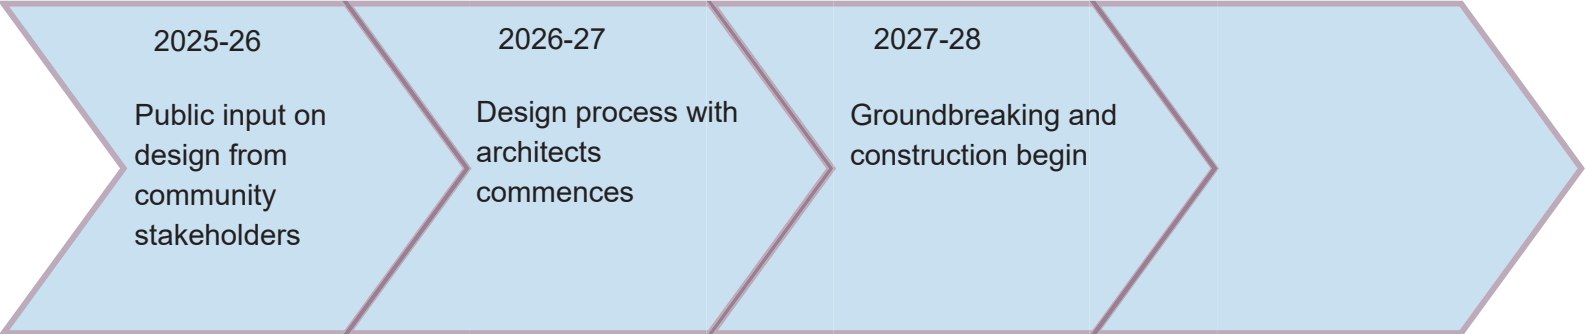 2025-26
Public input on
design from
community
stakeholders
2026-27
Design process with
architects
commences
2027-28
Groundbreaking and
construction begin